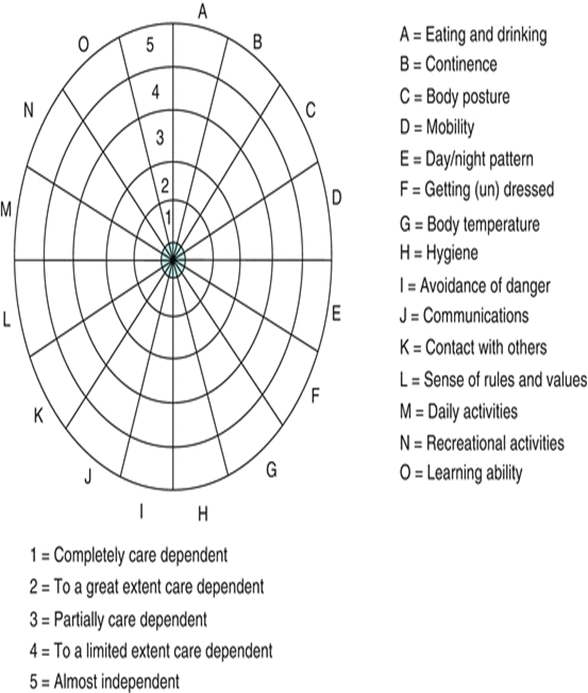 A
B
C
D
E
F
G
H
I
J
K
L
M
N
O
5
4
3
2
1
A = Eating and drinking
B = Continence
C = Body posture
D = Mobility
E = Day/night pattern
F = Getting (un) dressed
G = Body temperature
H = Hygiene
I = Avoidance of danger
J = Communications
K = Contact with others
L = Sense of rules and values
M = Daily activities
N = Recreational activities
O = Learning ability
1 = Completely care dependent
2 = To a great extent care dependent
3 = Partially care dependent
4 = To a limited extent care dependent
5 = Almost independent